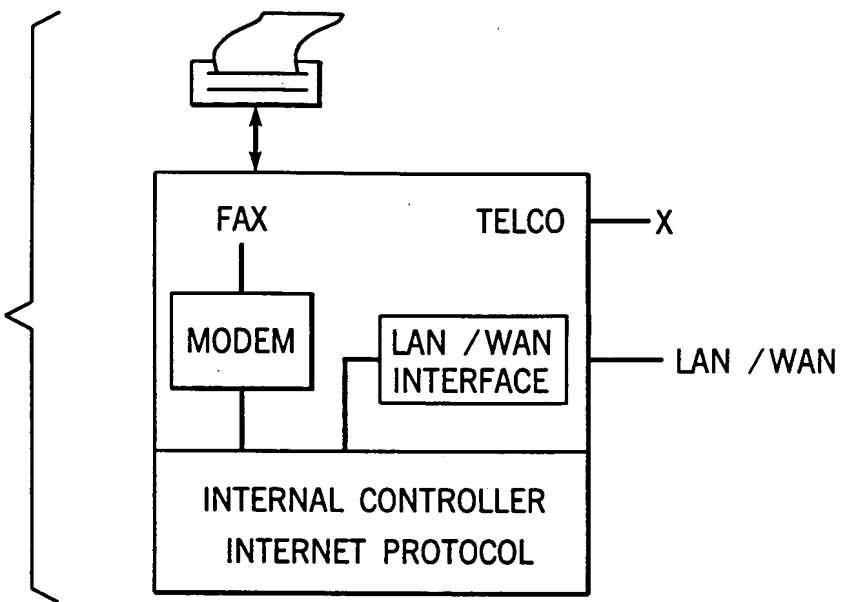 FAX
TELCO
X
MODEM
LAN / WAN
INTERFACE
LAN / WAN
INTERNAL CONTROLLER
INTERNET PROTOCOL